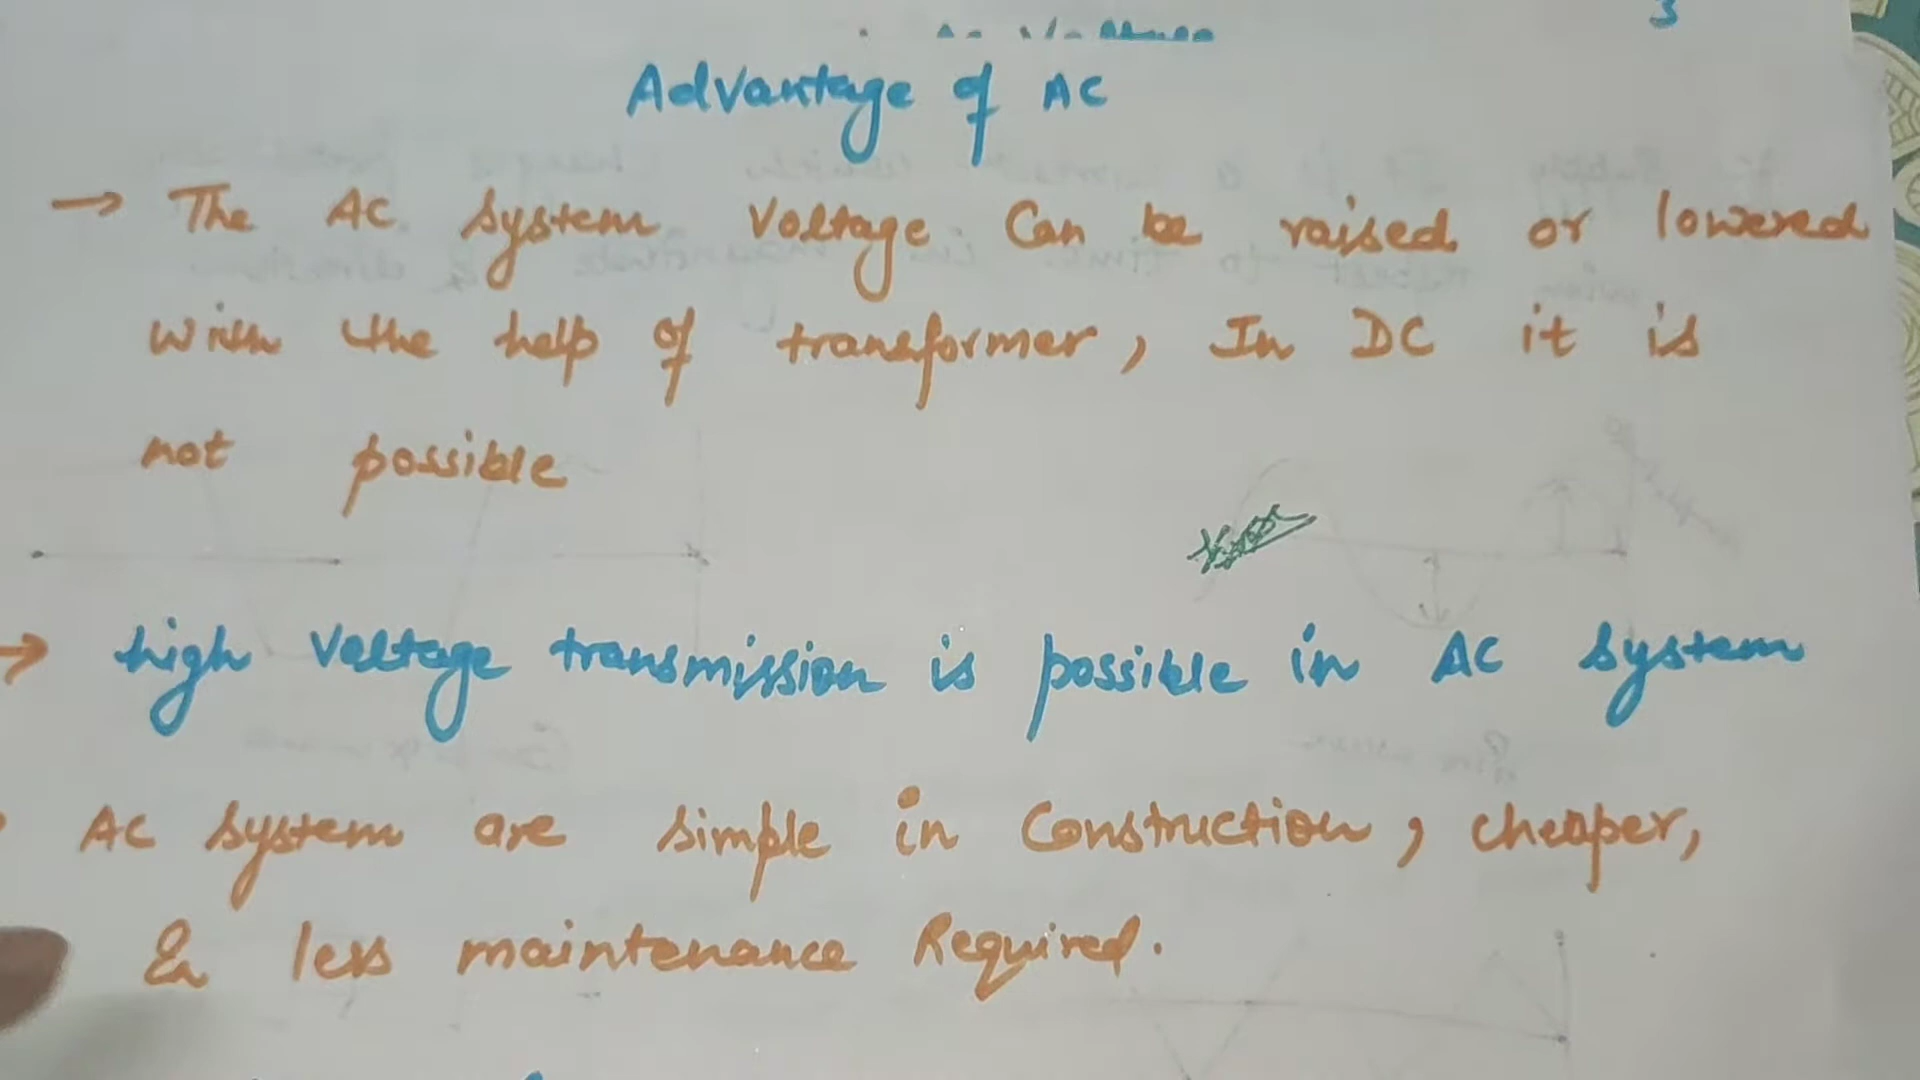 3
Advantage of AC
→ The AC system Voltage Can be raised or lowered
with the help of transformer, In DC it is
not possible
→ high Voltage transmission is possible in AC system
AC system are simple in Construction, cheaper,
& less maintenance Required.